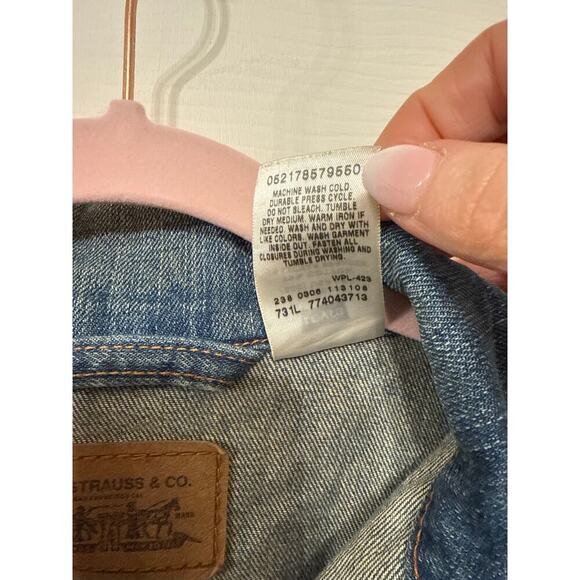 052178579550
MACHINE WASH COLD.
DURABLE PRESS CYCLE.
DO NOT BLEACH. TUMBLE
DRY MEDIUM. WARM IRON IF
NEEDED. WASH AND DRY WITH
LIKE COLORS. WASH GARMENT
INSIDE OUT. FASTEN ALL
CLOSURES DURING WASHING AND
TUMBLE DRYING.
WPL-423
238 0306 113108
731L 774043713
STRAUSS & CO.